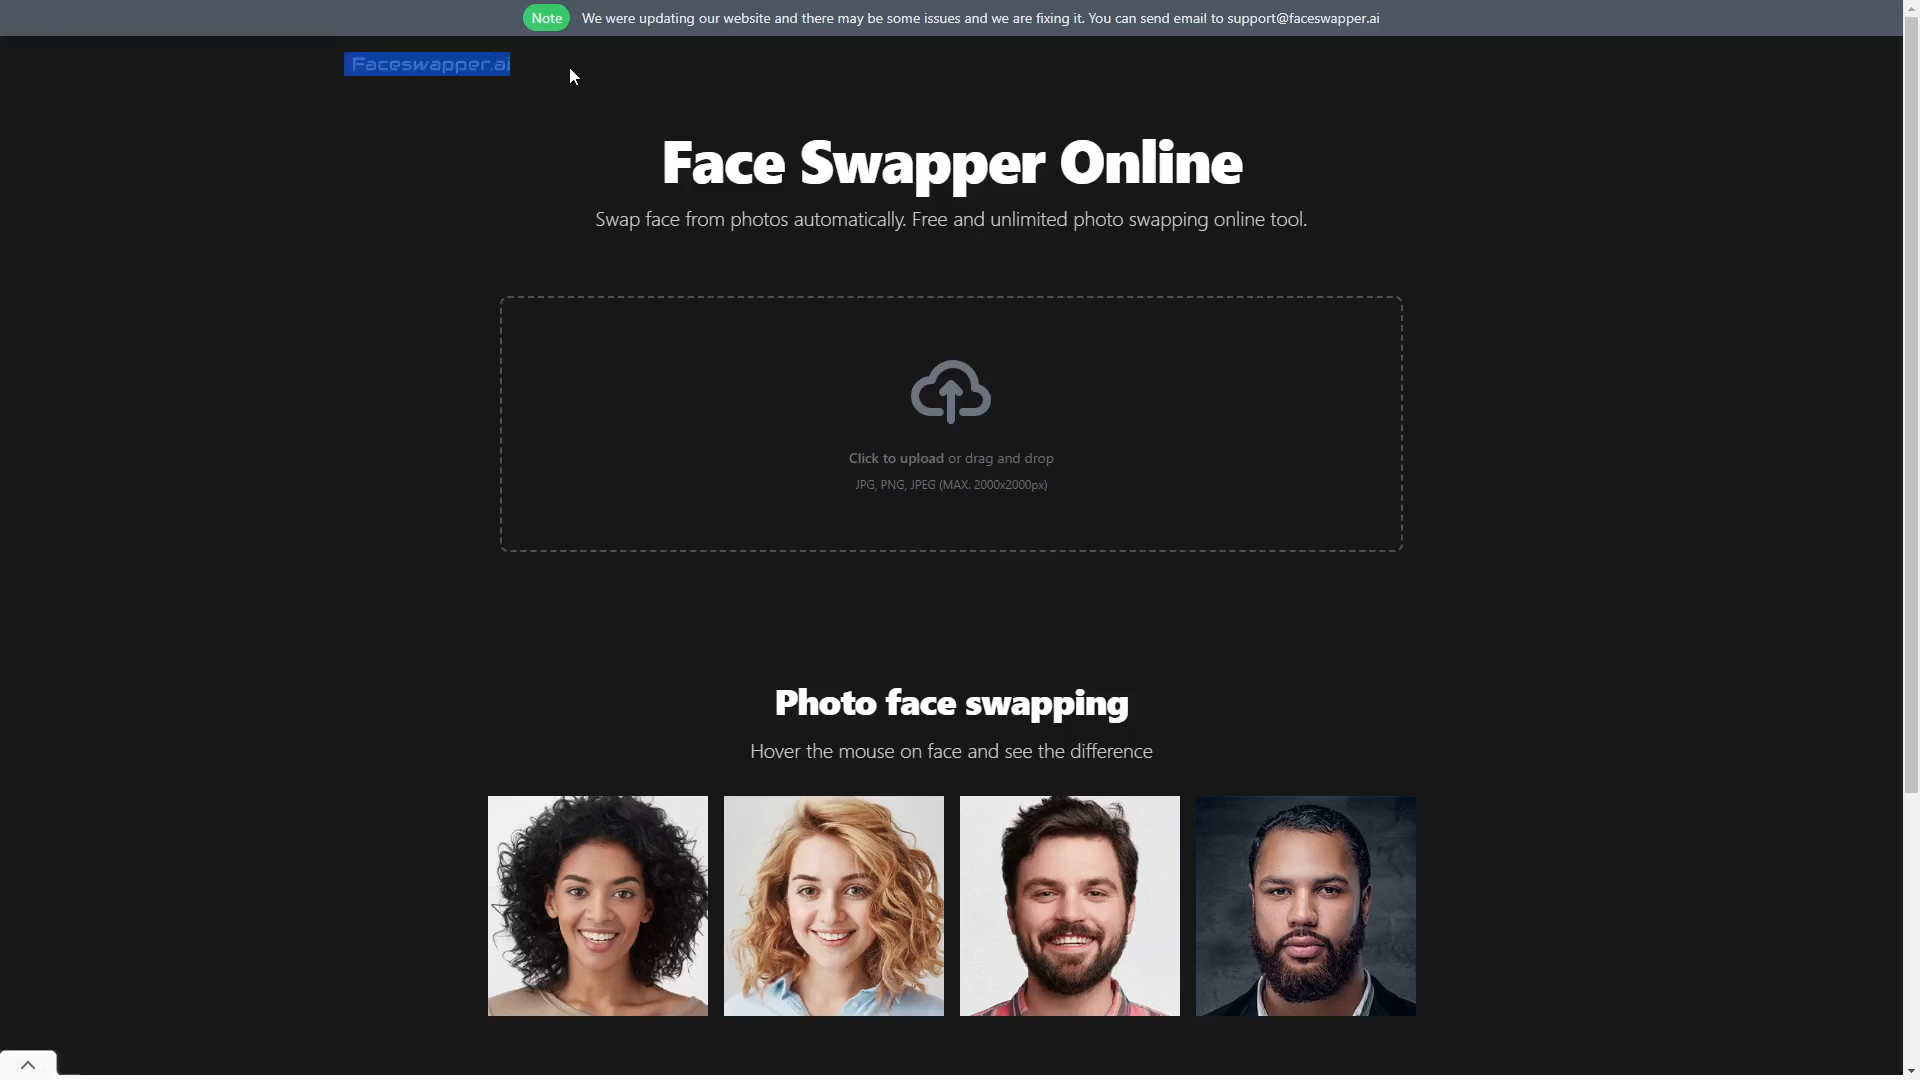 Note We were updating our website and there may be some issues and we are fixing it. You can send email to support@faceswapper.ai
Faceswapper.ai
Face Swapper Online
Swap face from photos automatically. Free and unlimited photo swapping online tool.
Click to upload or drag and drop
JPG, PNG, JPEG (MAX. 2000x2000px)
Photo face swapping
Hover the mouse on face and see the difference